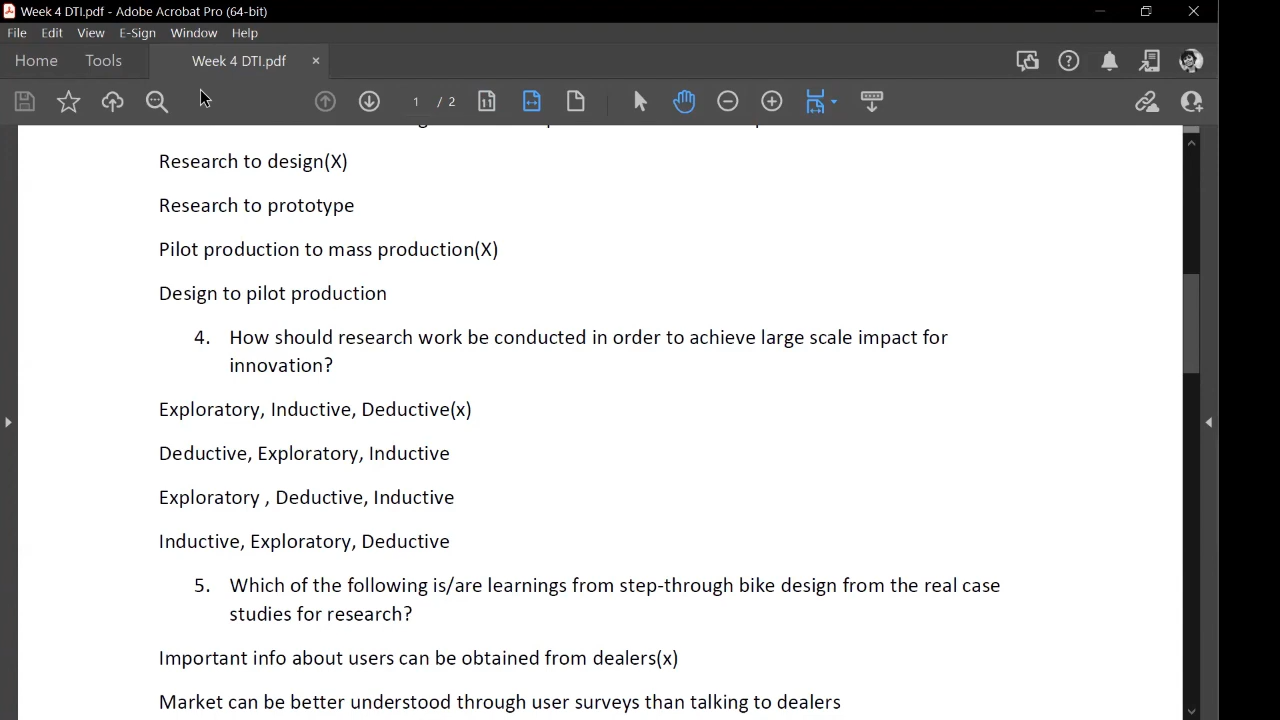 Week 4 DTI.pdf - Adobe Acrobat Pro (64-bit)
File Edit View E-Sign Window Help
Home Tools Week 4 DTI.pdf ×
1 / 2
Research to design(X)
Research to prototype
Pilot production to mass production(X)
Design to pilot production
4. How should research work be conducted in order to achieve large scale impact for
innovation?
Exploratory, Inductive, Deductive(x)
Deductive, Exploratory, Inductive
Exploratory , Deductive, Inductive
Inductive, Exploratory, Deductive
5. Which of the following is/are learnings from step-through bike design from the real case
studies for research?
Important info about users can be obtained from dealers(x)
Market can be better understood through user surveys than talking to dealers